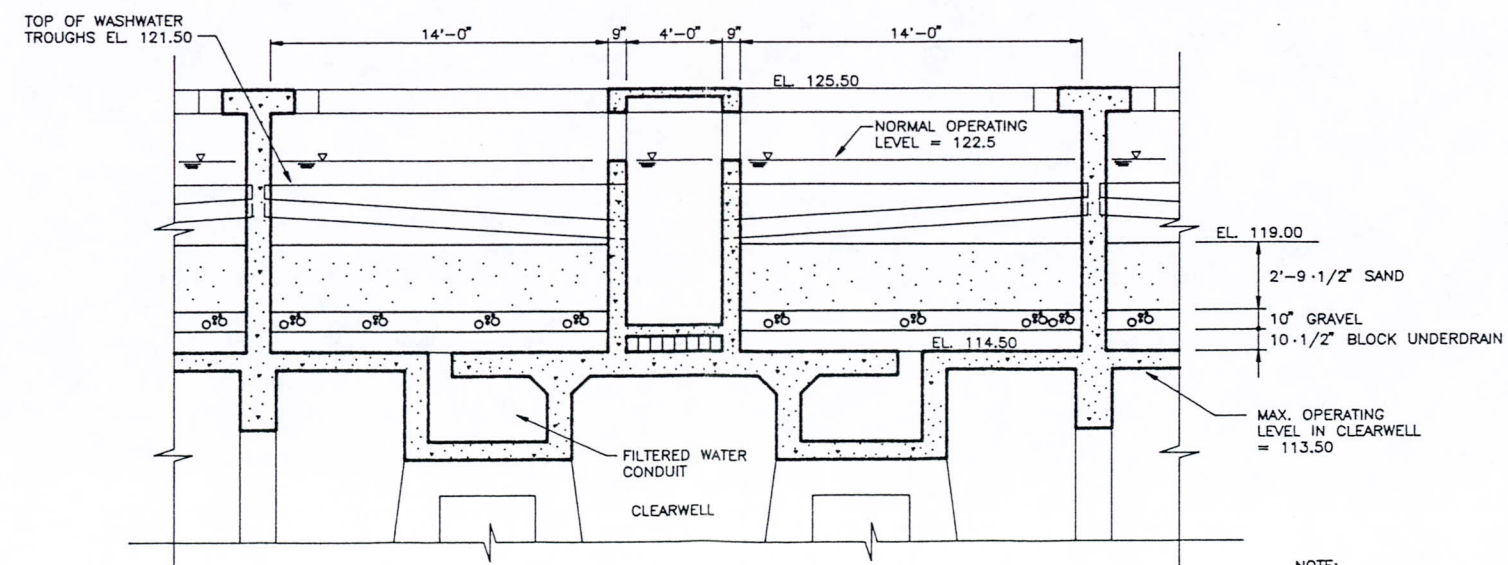 TOP OF WASHWATER
TROUGHS EL. 121.50
14'-0" 9" 4'-0" 9" 14'-0"
EL. 125.50
NORMAL OPERATING
LEVEL = 122.5
EL. 119.00
2'-9·1/2" SAND
10" GRAVEL
10·1/2" BLOCK UNDERDRAIN
EL. 114.50
MAX. OPERATING
LEVEL IN CLEARWELL
= 113.50
FILTERED WATER
CONDUIT
CLEARWELL
NOTE: